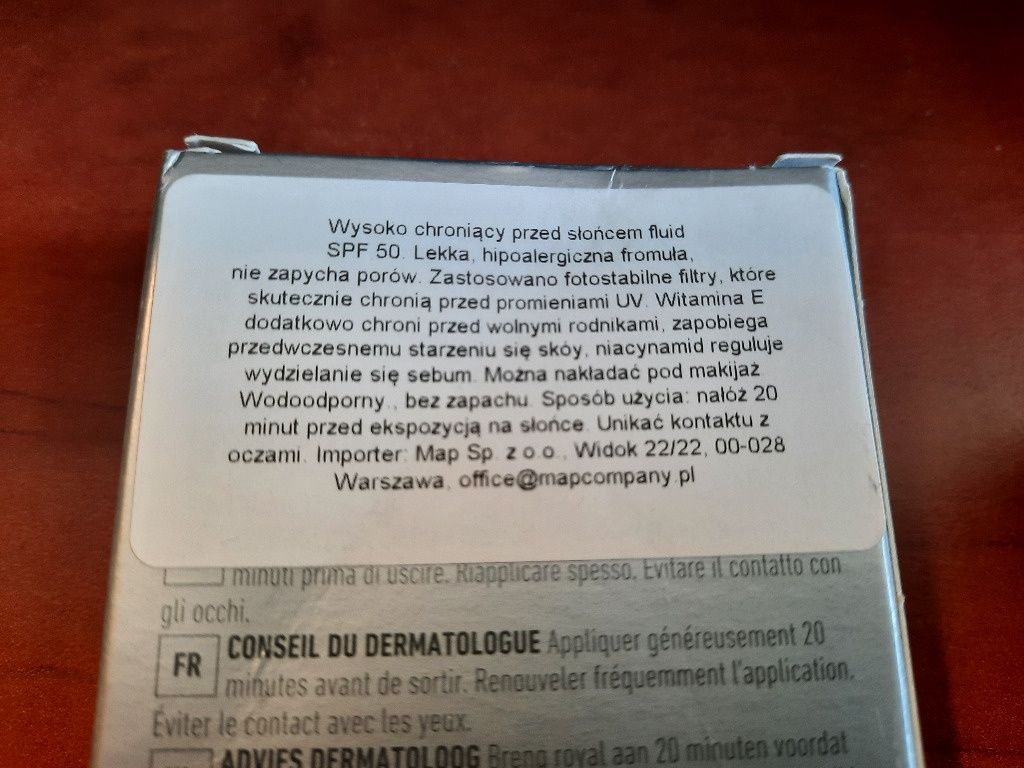 Wysoko chroniący przed słońcem fluid
SPF 50. Lekka, hipoalergiczna fromuła,
nie zapycha porów. Zastosowano fotostabilne filtry, które
skutecznie chronią przed promieniami UV. Witamina E
dodatkowo chroni przed wolnymi rodnikami, zapobiega
przedwczesnemu starzeniu się skóy, niacynamid reguluje
wydzielanie się sebum. Można nakładać pod makijaż
Wodoodporny., bez zapachu. Sposób użycia: nałóż 20
minut przed ekspozycją na słońce. Unikać kontaktu z
oczami. Importer: Map Sp. z o.o., Widok 22/22, 00-028
Warszawa, office@mapcompany.pl
minuti prima di uscire. Riapplicare spesso. Evitare il contatto con
gli occhi.
FR CONSEIL DU DERMATOLOGUE Appliquer généreusement 20
minutes avant de sortir. Renouveler fréquemment l'application.
Éviter le contact avec les yeux.
ADVIES DERMATOLOOG Breng royal aan 20 minuten voordat